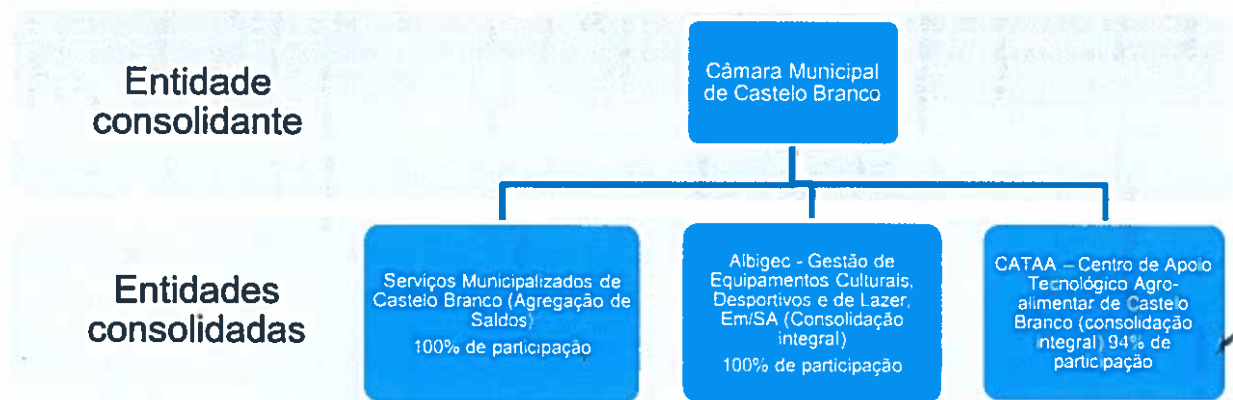 Entidade
consolidante
Câmara Municipal
de Castelo Branco
Entidades
consolidadas
Serviços Municipalizados de
Castelo Branco (Agregação de
Saldos)
100% de participação
Albigec - Gestão de
Equipamentos Culturais,
Desportivos e de Lazer,
Em/SA (Consolidação
integral)
100% de participação
CATAA – Centro de Apoio
Tecnológico Agro-
alimentar de Castelo
Branco (consolidação
integral) 94% de
participação